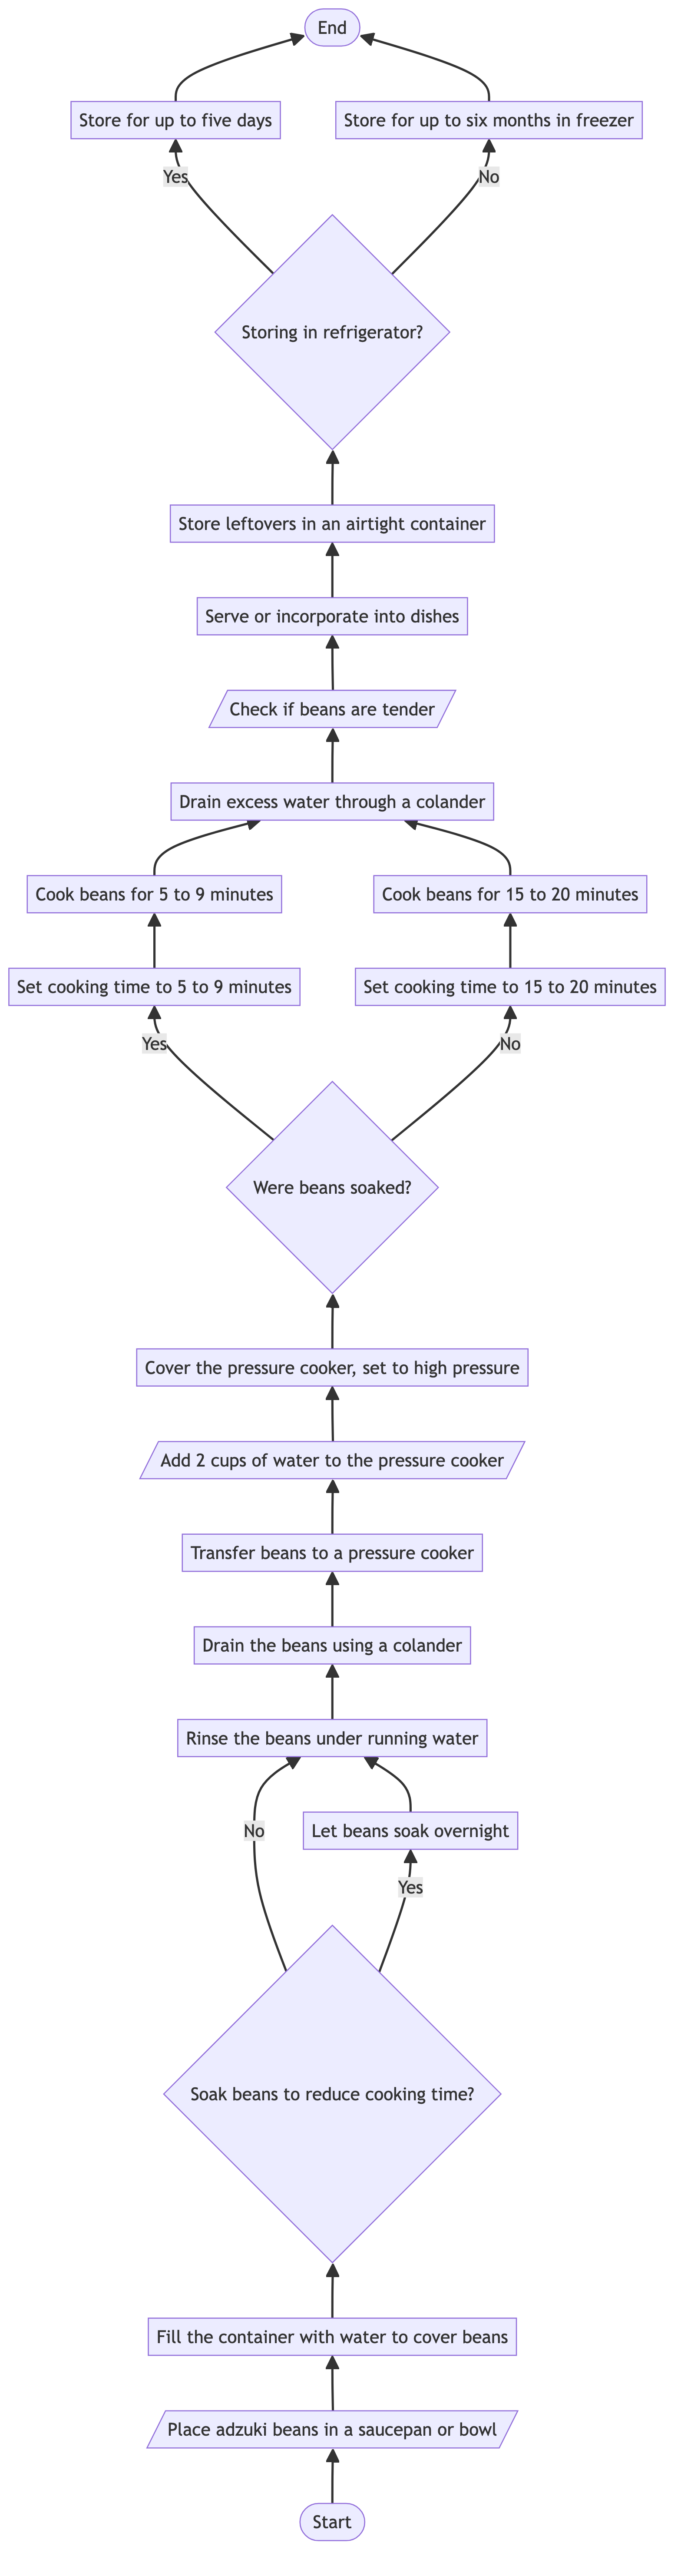 End
Store for up to five days
Store for up to six months in freezer
Yes
No
Storing in refrigerator?
Store leftovers in an airtight container
Serve or incorporate into dishes
Check if beans are tender
Drain excess water through a colander
Cook beans for 5 to 9 minutes
Cook beans for 15 to 20 minutes
Set cooking time to 5 to 9 minutes
Set cooking time to 15 to 20 minutes
Yes
No
Were beans soaked?
Cover the pressure cooker, set to high pressure
Add 2 cups of water to the pressure cooker
Transfer beans to a pressure cooker
Drain the beans using a colander
Rinse the beans under running water
No
Let beans soak overnight
Yes
Soak beans to reduce cooking time?
Fill the container with water to cover beans
Place adzuki beans in a saucepan or bowl
Start